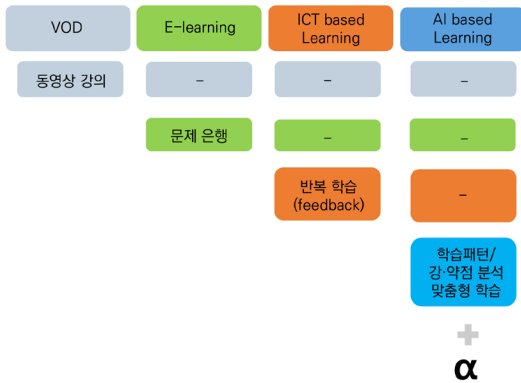 VOD
E-learning
ICT based
Learning
AI based
Learning
동영상 강의
-
-
-
문제 은행
-
-
반복 학습
(feedback)
-
학습패턴/
강·약점 분석
맞춤형 학습
+
α